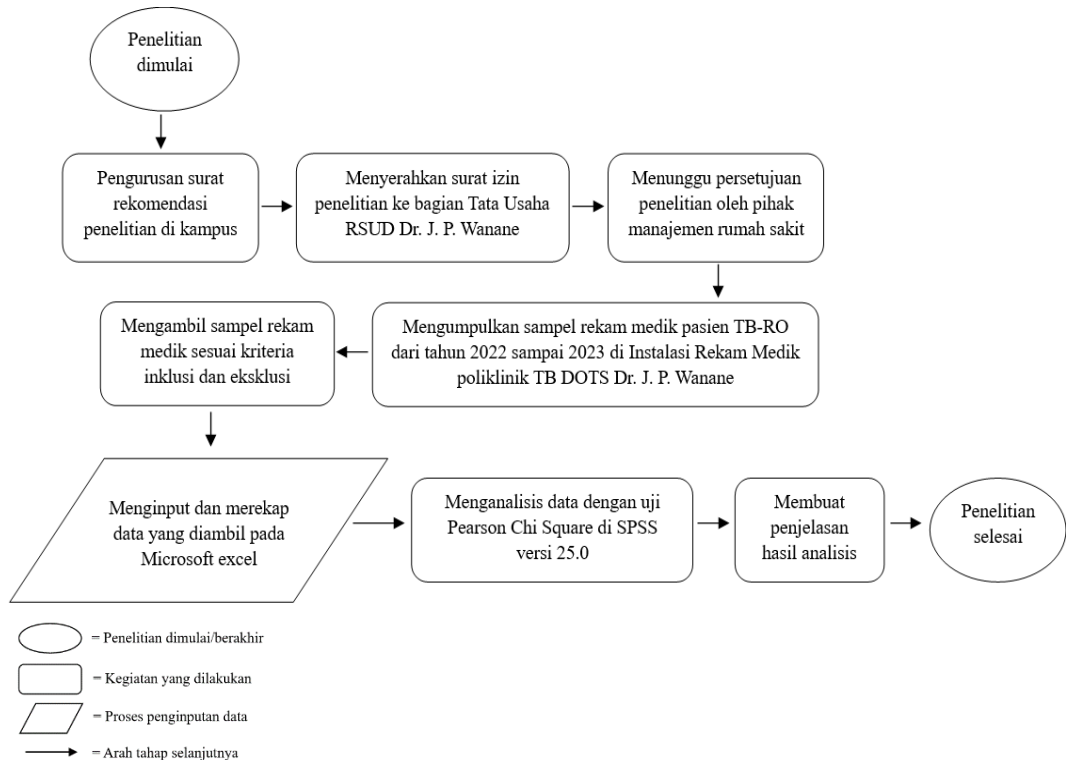 Penelitian
dimulai
Pengurusan surat
rekomendasi
penelitian di kampus
Menyerahkan surat izin
penelitian ke bagian Tata Usaha
RSUD Dr. J. P. Wanane
Menunggu persetujuan
penelitian oleh pihak
manajemen rumah sakit
Mengumpulkan sampel rekam medik pasien TB-RO
dari tahun 2022 sampai 2023 di Instalasi Rekam Medik
poliklinik TB DOTS Dr. J. P. Wanane
Mengambil sampel rekam
medik sesuai kriteria
inklusi dan eksklusi
Menginput dan merekap
data yang diambil pada
Microsoft excel
Menganalisis data dengan uji
Pearson Chi Square di SPSS
versi 25.0
Membuat
penjelasan
hasil analisis
Penelitian
selesai
= Penelitian dimulai/berakhir
= Kegiatan yang dilakukan
= Proses penginputan data
= Arah tahap selanjutnya